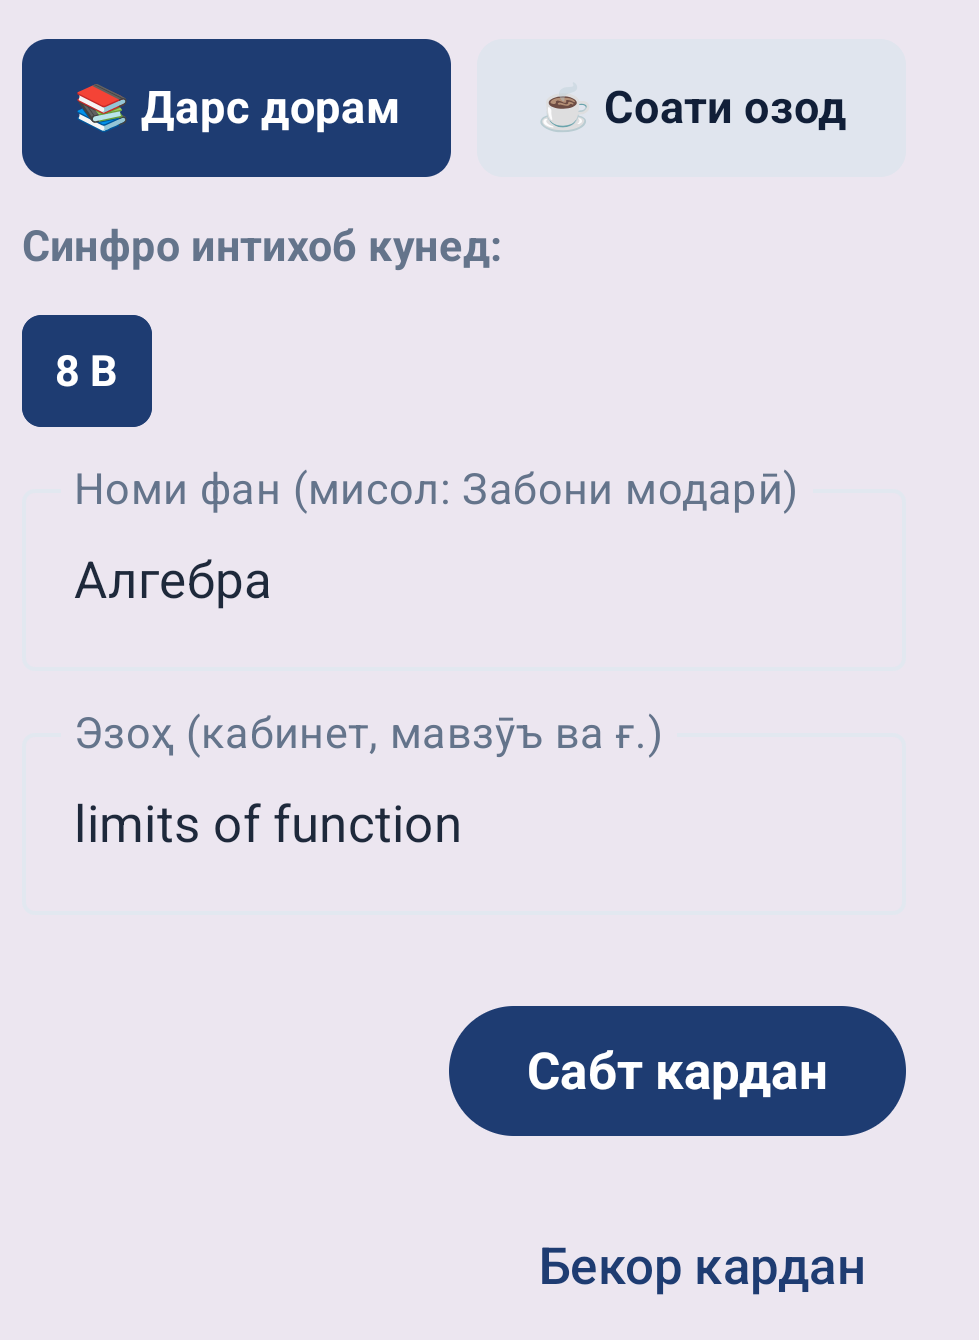 📚 Дарс дорам
☕ Соати озод
Синфро интихоб кунед:
8 В
Номи фан (мисол: Забони модарӣ)
Алгебра
Эзоҳ (кабинет, мавзӯъ ва ғ.)
limits of function
Сабт кардан
Бекор кардан